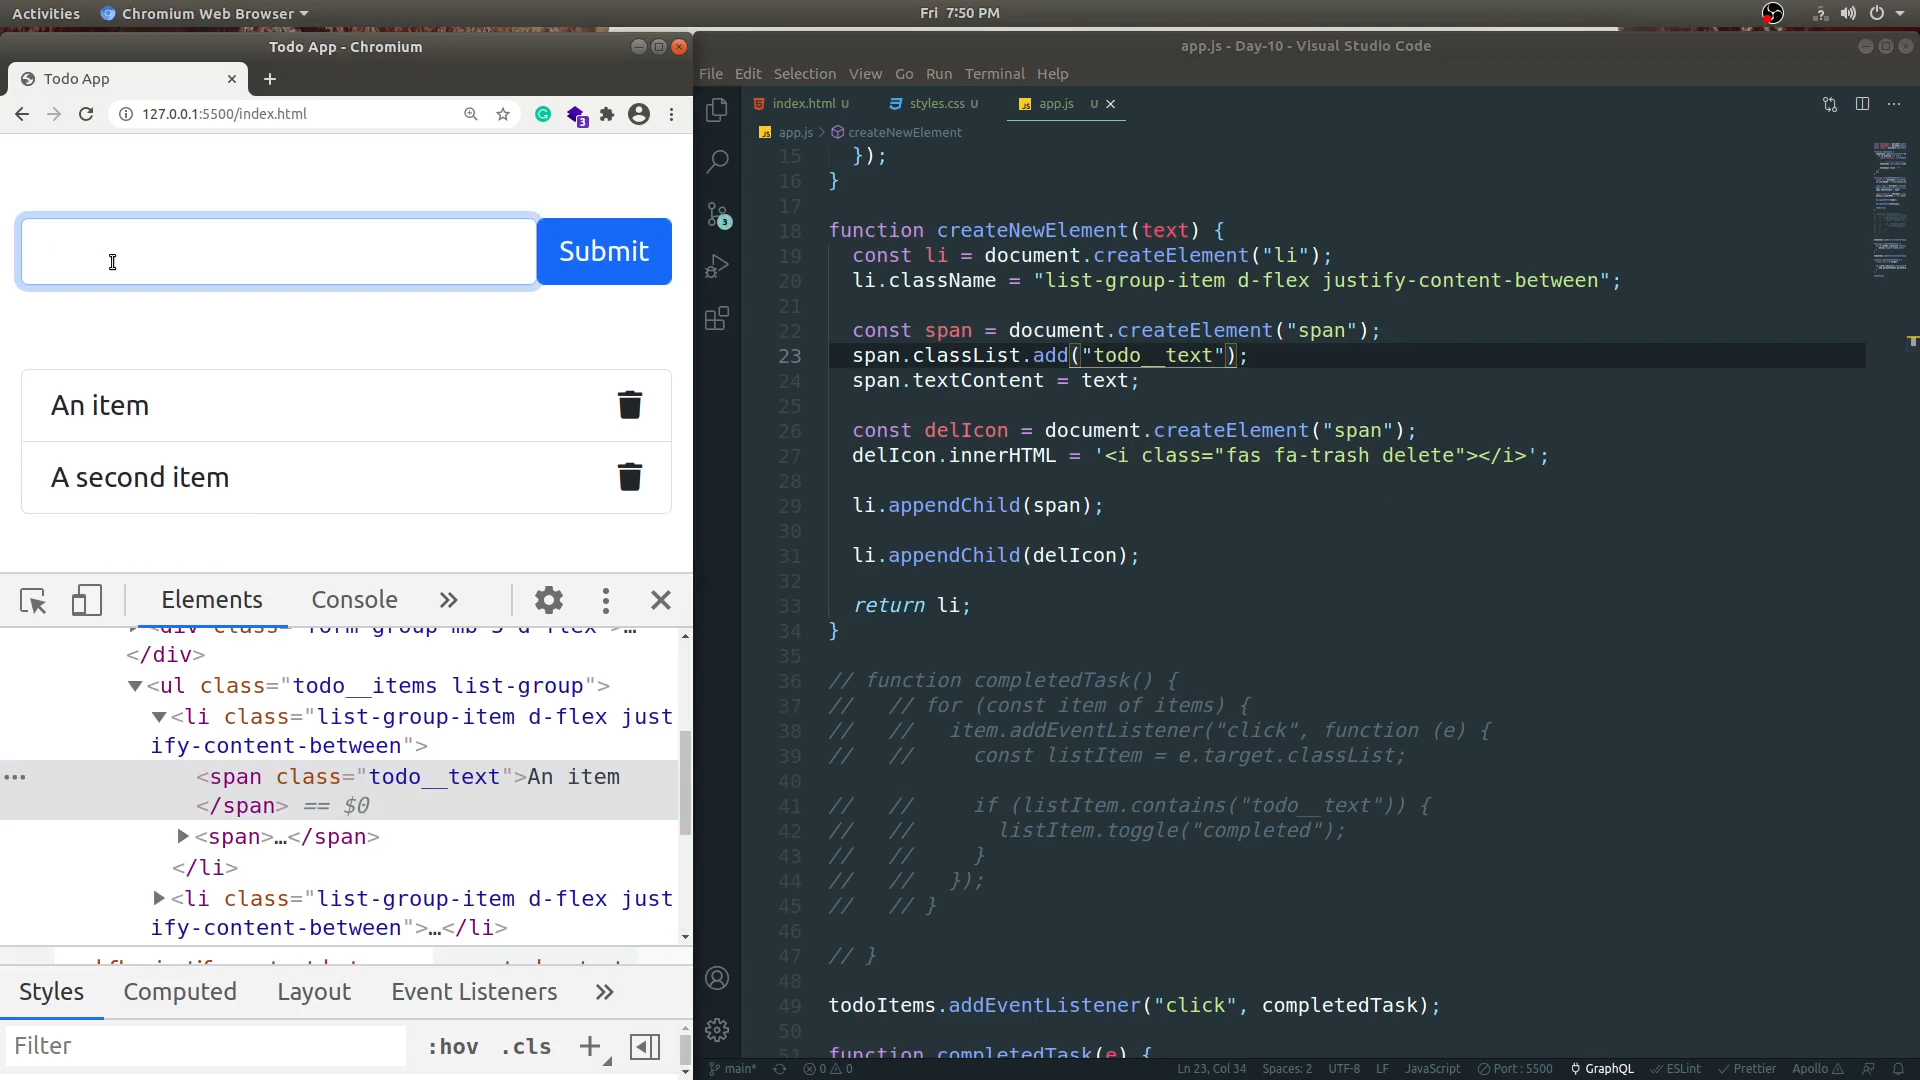 Activities
Chromium Web Browser
Fri 7:50 PM
Todo App - Chromium
Todo App
127.0.0.1:5500/index.html
3
Submit
An item
A second item
Elements
Console
</div>
<ul class="todo__items list-group">
<li class="list-group-item d-flex just
ify-content-between">
<span class="todo__text">An item
</span> == $0
<span>…</span>
</li>
<li class="list-group-item d-flex just
ify-content-between">…</li>
Styles
Computed
Layout
Event Listeners
Filter
:hov
.cls
app.js - Day-10 - Visual Studio Code
File Edit Selection View Go Run Terminal Help
index.html U
styles.css U
app.js U
app.js > createNewElement
3
15 });
16 }
17
18 function createNewElement(text) {
19 const li = document.createElement("li");
20 li.className = "list-group-item d-flex justify-content-between";
21
22 const span = document.createElement("span");
23 span.classList.add("todo__text");
24 span.textContent = text;
25
26 const delIcon = document.createElement("span");
27 delIcon.innerHTML = '<i class="fas fa-trash delete"></i>';
28
29 li.appendChild(span);
30
31 li.appendChild(delIcon);
32
33 return li;
34 }
35
36 // function completedTask() {
37 // // for (const item of items) {
38 // // item.addEventListener("click", function (e) {
39 // // const listItem = e.target.classList;
40
41 // // if (listItem.contains("todo__text")) {
42 // // listItem.toggle("completed");
43 // // }
44 // // });
45 // // }
46
47 // }
48
49 todoItems.addEventListener("click", completedTask);
50
51 function completedTask(e) {
main*
0 0
Ln 23, Col 34
Spaces: 2
UTF-8
LF
JavaScript
Port : 5500
GraphQL
ESLint
Prettier
Apollo